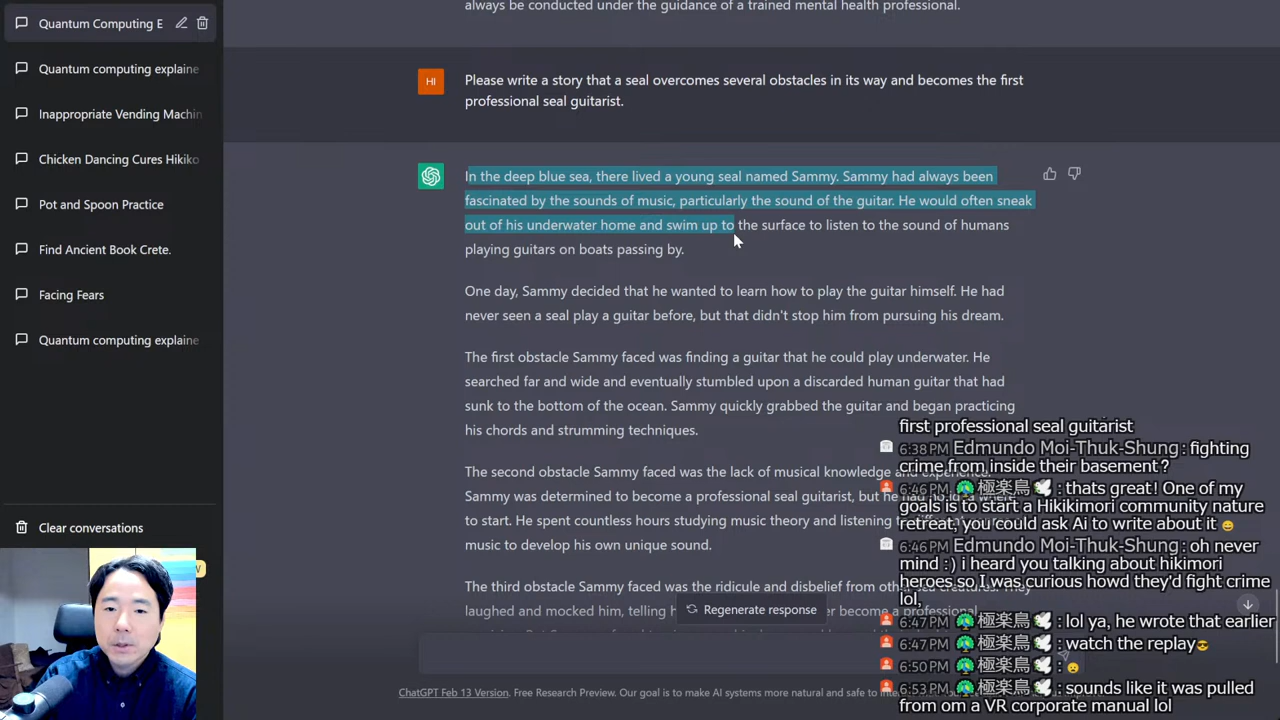 Quantum Computing E
Quantum computing explaine
Inappropriate Vending Machin
Chicken Dancing Cures Hikiko
Pot and Spoon Practice
Find Ancient Book Crete.
Facing Fears
Quantum computing explaine
Clear conversations
always be conducted under the guidance of a trained mental health professional.
HI
Please write a story that a seal overcomes several obstacles in its way and becomes the first
professional seal guitarist.
In the deep blue sea, there lived a young seal named Sammy. Sammy had always been
fascinated by the sounds of music, particularly the sound of the guitar. He would often sneak
out of his underwater home and swim up to the surface to listen to the sound of humans
playing guitars on boats passing by.
One day, Sammy decided that he wanted to learn how to play the guitar himself. He had
never seen a seal play a guitar before, but that didn't stop him from pursuing his dream.
The first obstacle Sammy faced was finding a guitar that he could play underwater. He
searched far and wide and eventually stumbled upon a discarded human guitar that had
sunk to the bottom of the ocean. Sammy quickly grabbed the guitar and began practicing
his chords and strumming techniques.
The second obstacle Sammy faced was the lack of musical knowledge and
Sammy was determined to become a professional seal guitarist, but he had
to start. He spent countless hours studying music theory and listening
music to develop his own unique sound.
The third obstacle Sammy faced was the ridicule and disbelief from
laughed and mocked him, telling become a professional
Regenerate response
ChatGPT Feb 13 Version. Free Research Preview. Our goal is to make AI systems more natural and safe to
first professional seal guitarist
6:38PM Edmundo Moi-Thuk-Shung: fighting
crime from inside their basement?
6:46PM 🦚極楽鳥🕊: thats great! One of my
goals is to start a Hikikimori community nature
retreat, you could ask Ai to write about it 😄
6:46PM Edmundo Moi-Thuk-Shung: oh never
mind :) i heard you talking about hikimori
heroes so I was curious howd they'd fight crime
lol,
6:47PM 🦚極楽鳥🕊: lol ya, he wrote that earlier
6:47PM 🦚極楽鳥🕊: watch the replay😎
6:50PM 🦚極楽鳥🕊: 😟
6:53PM 🦚極楽鳥🕊: sounds like it was pulled
from om a VR corporate manual lol